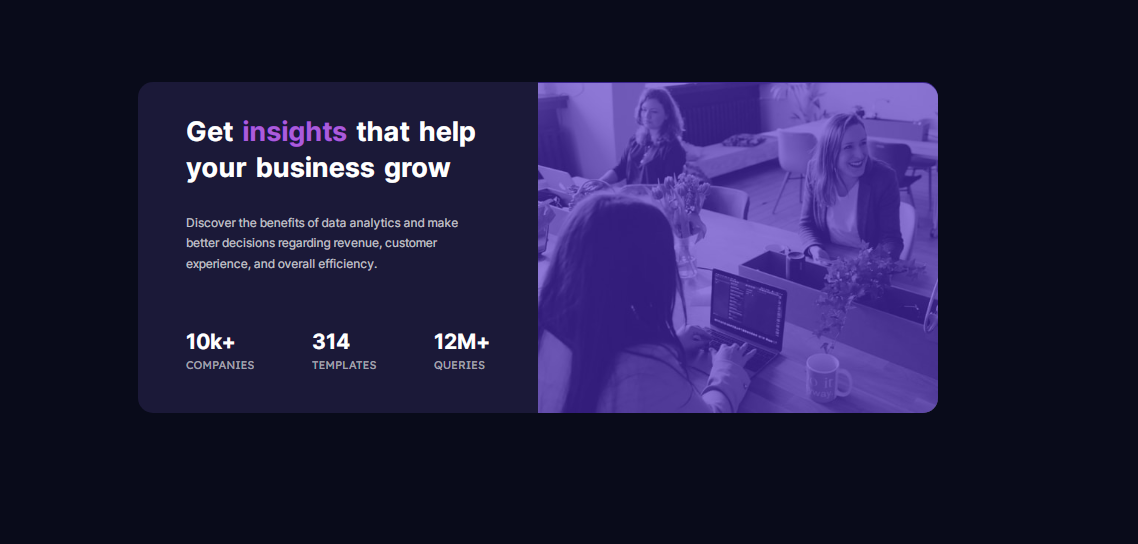 Get insights that help
your business grow
Discover the benefits of data analytics and make
better decisions regarding revenue, customer
experience, and overall efficiency.
10k+ 314 12M+
COMPANIES TEMPLATES QUERIES